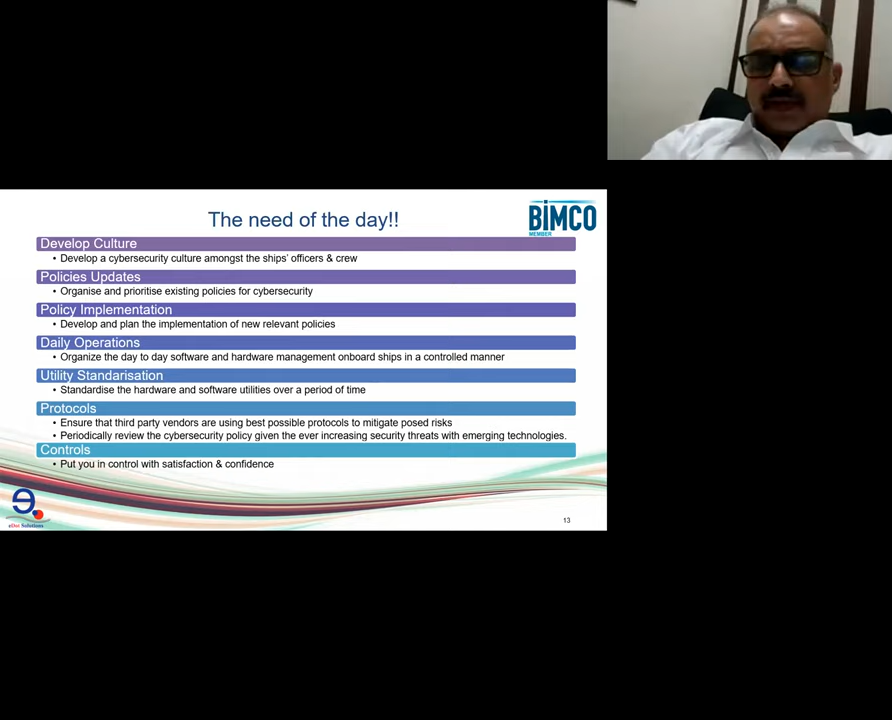 The need of the day!!
BIMCO
MEMBER
Develop Culture
• Develop a cybersecurity culture amongst the ships' officers & crew
Policies Updates
• Organise and prioritise existing policies for cybersecurity
Policy Implementation
• Develop and plan the implementation of new relevant policies
Daily Operations
• Organize the day to day software and hardware management onboard ships in a controlled manner
Utility Standarisation
• Standardise the hardware and software utilities over a period of time
Protocols
• Ensure that third party vendors are using best possible protocols to mitigate posed risks
• Periodically review the cybersecurity policy given the ever increasing security threats with emerging technologies.
Controls
• Put you in control with satisfaction & confidence
Solutions
13